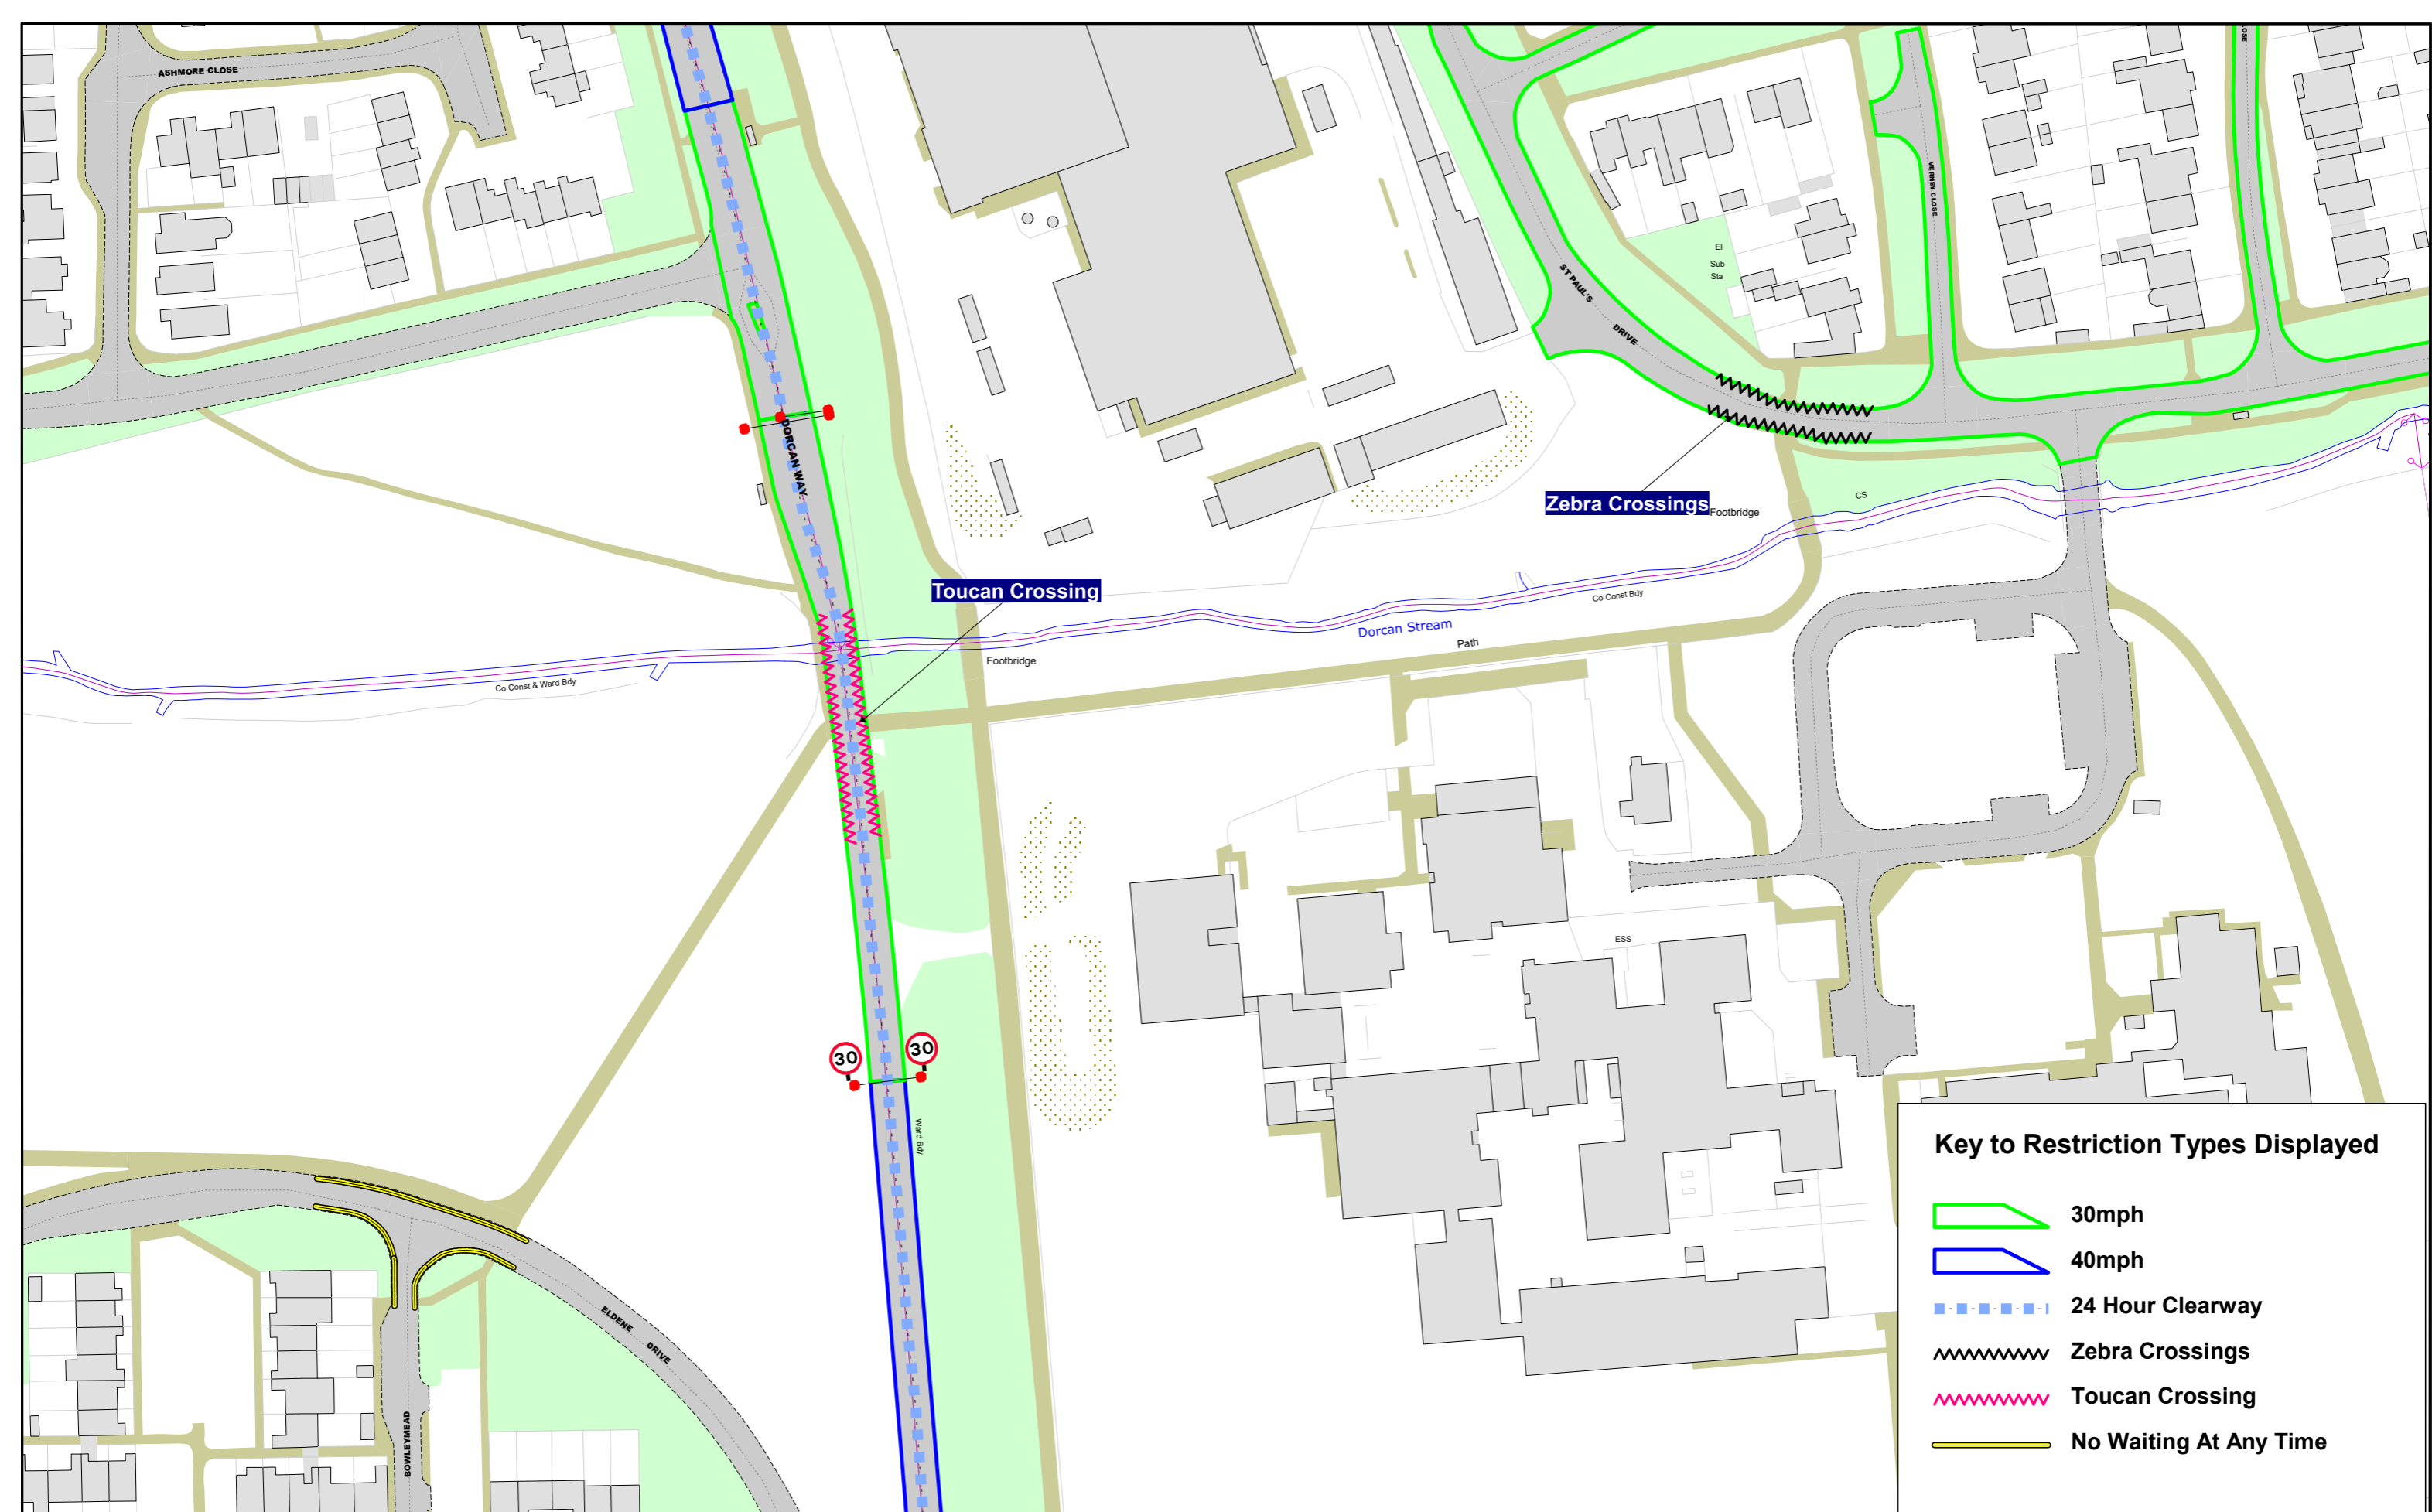 ASHMORE CLOSE
LOSE
VERNEY CLOSE
El
Sub
Sta
ST PAUL'S
DRIVE
DORCAN WAY
Zebra Crossings
Footbridge
CS
Toucan Crossing
Co Const Bdy
Dorcan Stream
Path
Footbridge
Co Const & Ward Bdy
ESS
30
30
Ward Bdy
ELDENE DRIVE
BOWLEYMEAD
Key to Restriction Types Displayed
30mph
40mph
24 Hour Clearway
Zebra Crossings
Toucan Crossing
No Waiting At Any Time